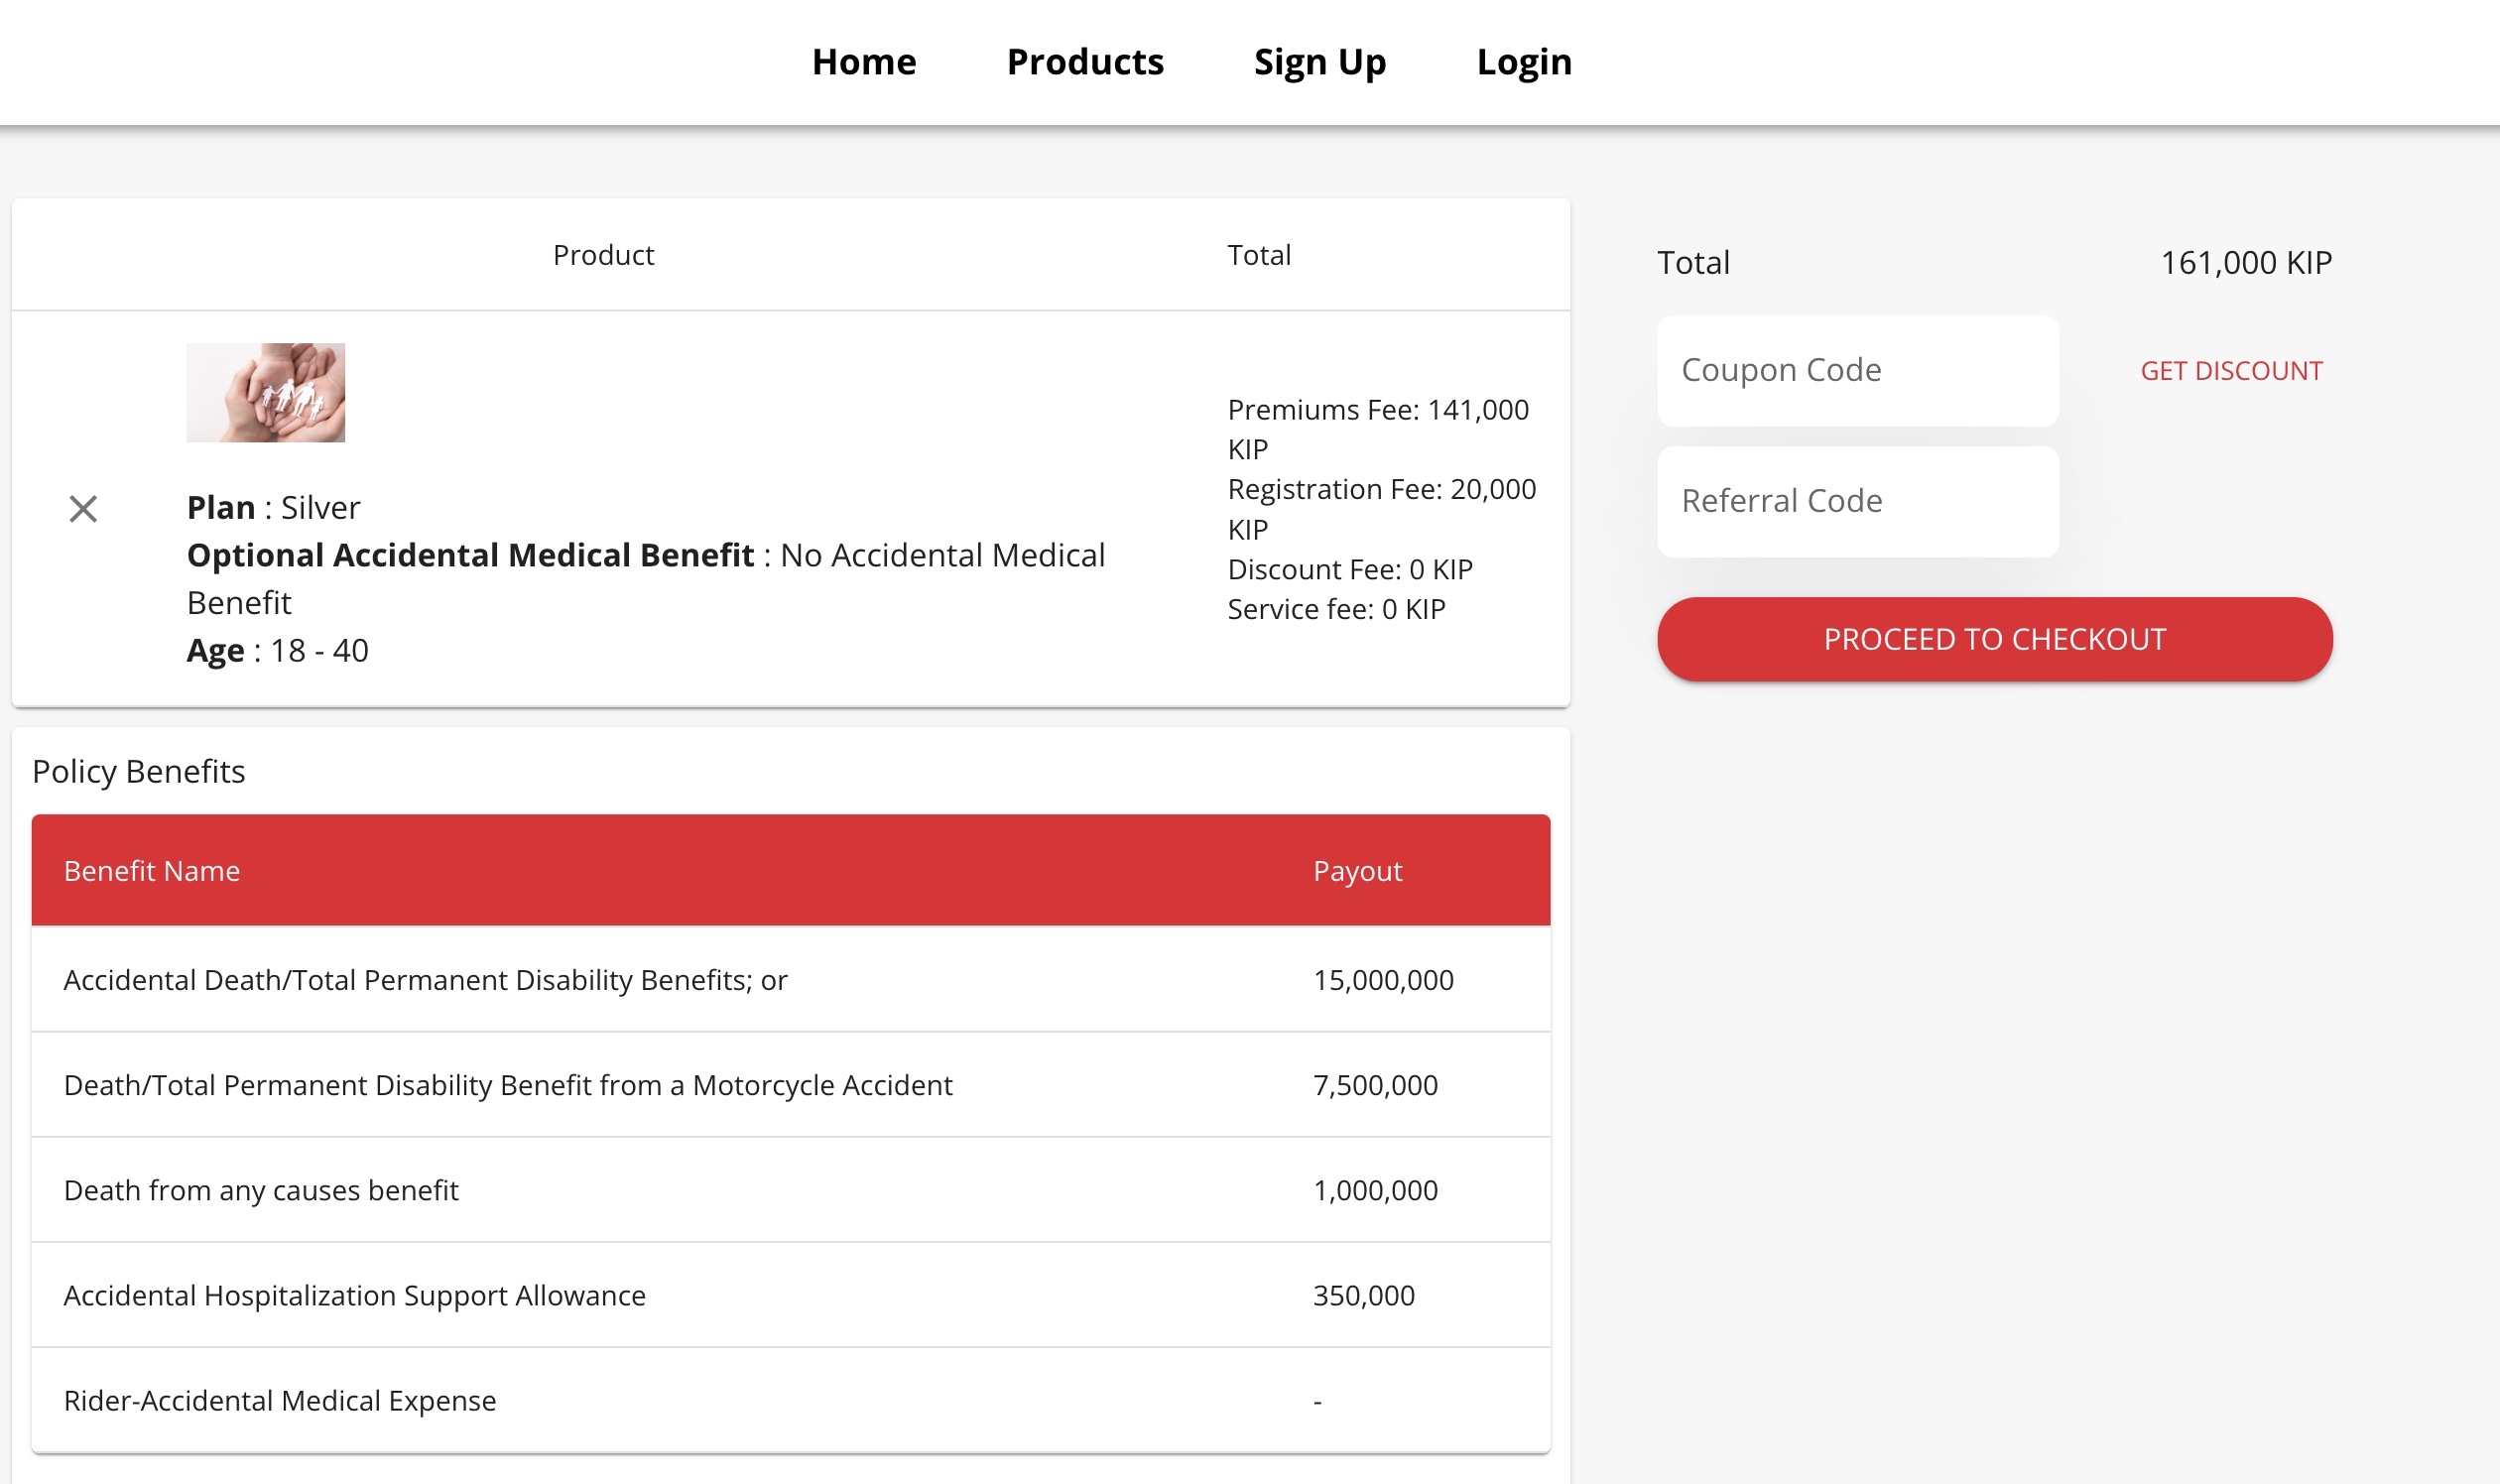 Home Products Sign Up Login
Product Total
Plan : Silver
Optional Accidental Medical Benefit : No Accidental Medical
Benefit
Age : 18 - 40
Premiums Fee: 141,000
KIP
Registration Fee: 20,000
KIP
Discount Fee: 0 KIP
Service fee: 0 KIP
Total 161,000 KIP
Coupon Code GET DISCOUNT
Referral Code
PROCEED TO CHECKOUT
Policy Benefits
Benefit Name Payout
Accidental Death/Total Permanent Disability Benefits; or 15,000,000
Death/Total Permanent Disability Benefit from a Motorcycle Accident 7,500,000
Death from any causes benefit 1,000,000
Accidental Hospitalization Support Allowance 350,000
Rider-Accidental Medical Expense -